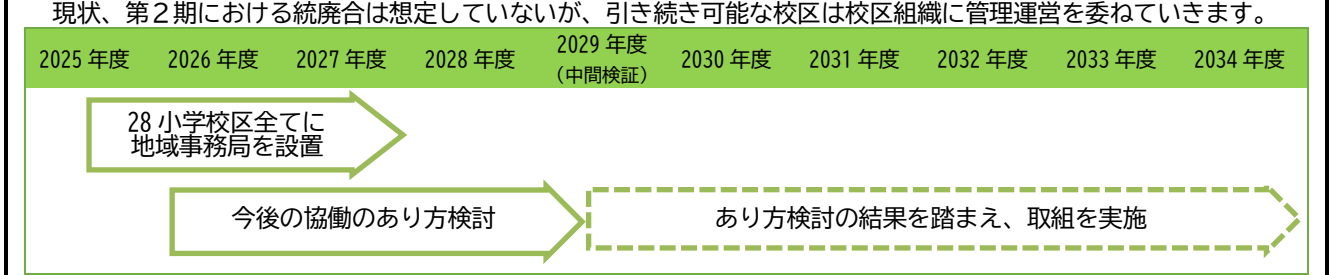 現状、第２期における統廃合は想定していないが、引き続き可能な校区は校区組織に管理運営を委ねていきます。
2025 年度 2026 年度 2027 年度 2028 年度 2029 年度 2030 年度 2031 年度 2032 年度 2033 年度 2034 年度
（中間検証）
28 小学校区全てに
地域事務局を設置
今後の協働のあり方検討 あり方検討の結果を踏まえ、取組を実施